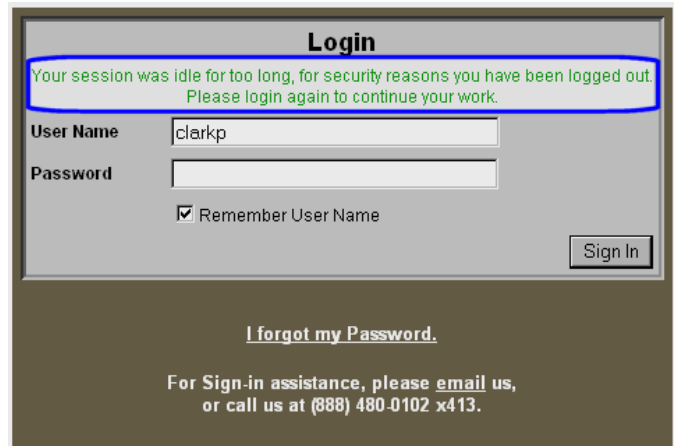 Login
Your session was idle for too long, for security reasons you have been logged out.
Please login again to continue your work.
User Name clarkp
Password
Remember User Name
Sign In
I forgot my Password.
For Sign-in assistance, please email us,
or call us at (888) 480-0102 x413.